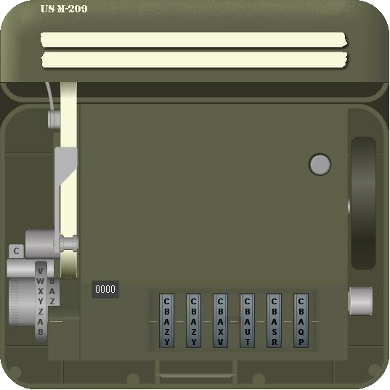 US M-209
C
V
W
X
Y
Z
A
B
B
A
Z
0000
C B A Z Y
C B A Z Y
C B A X V
C B A U T
C B A S R
C B A Q P